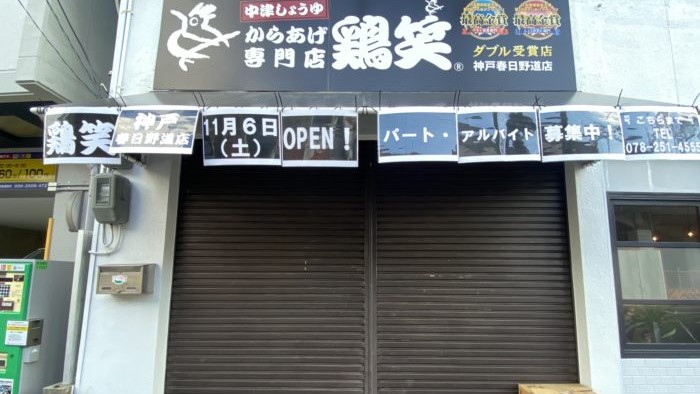 中津しょうゆ
からあげ
専門店
鶏笑®
最高金賞
最高金賞
ダブル受賞店
神戸春日野道店
鶏笑
神戸
春日野道店
11月6日
(土)
OPEN!
パート・
アルバイト
募集中!
こちらまで
TEL
078-251-4555